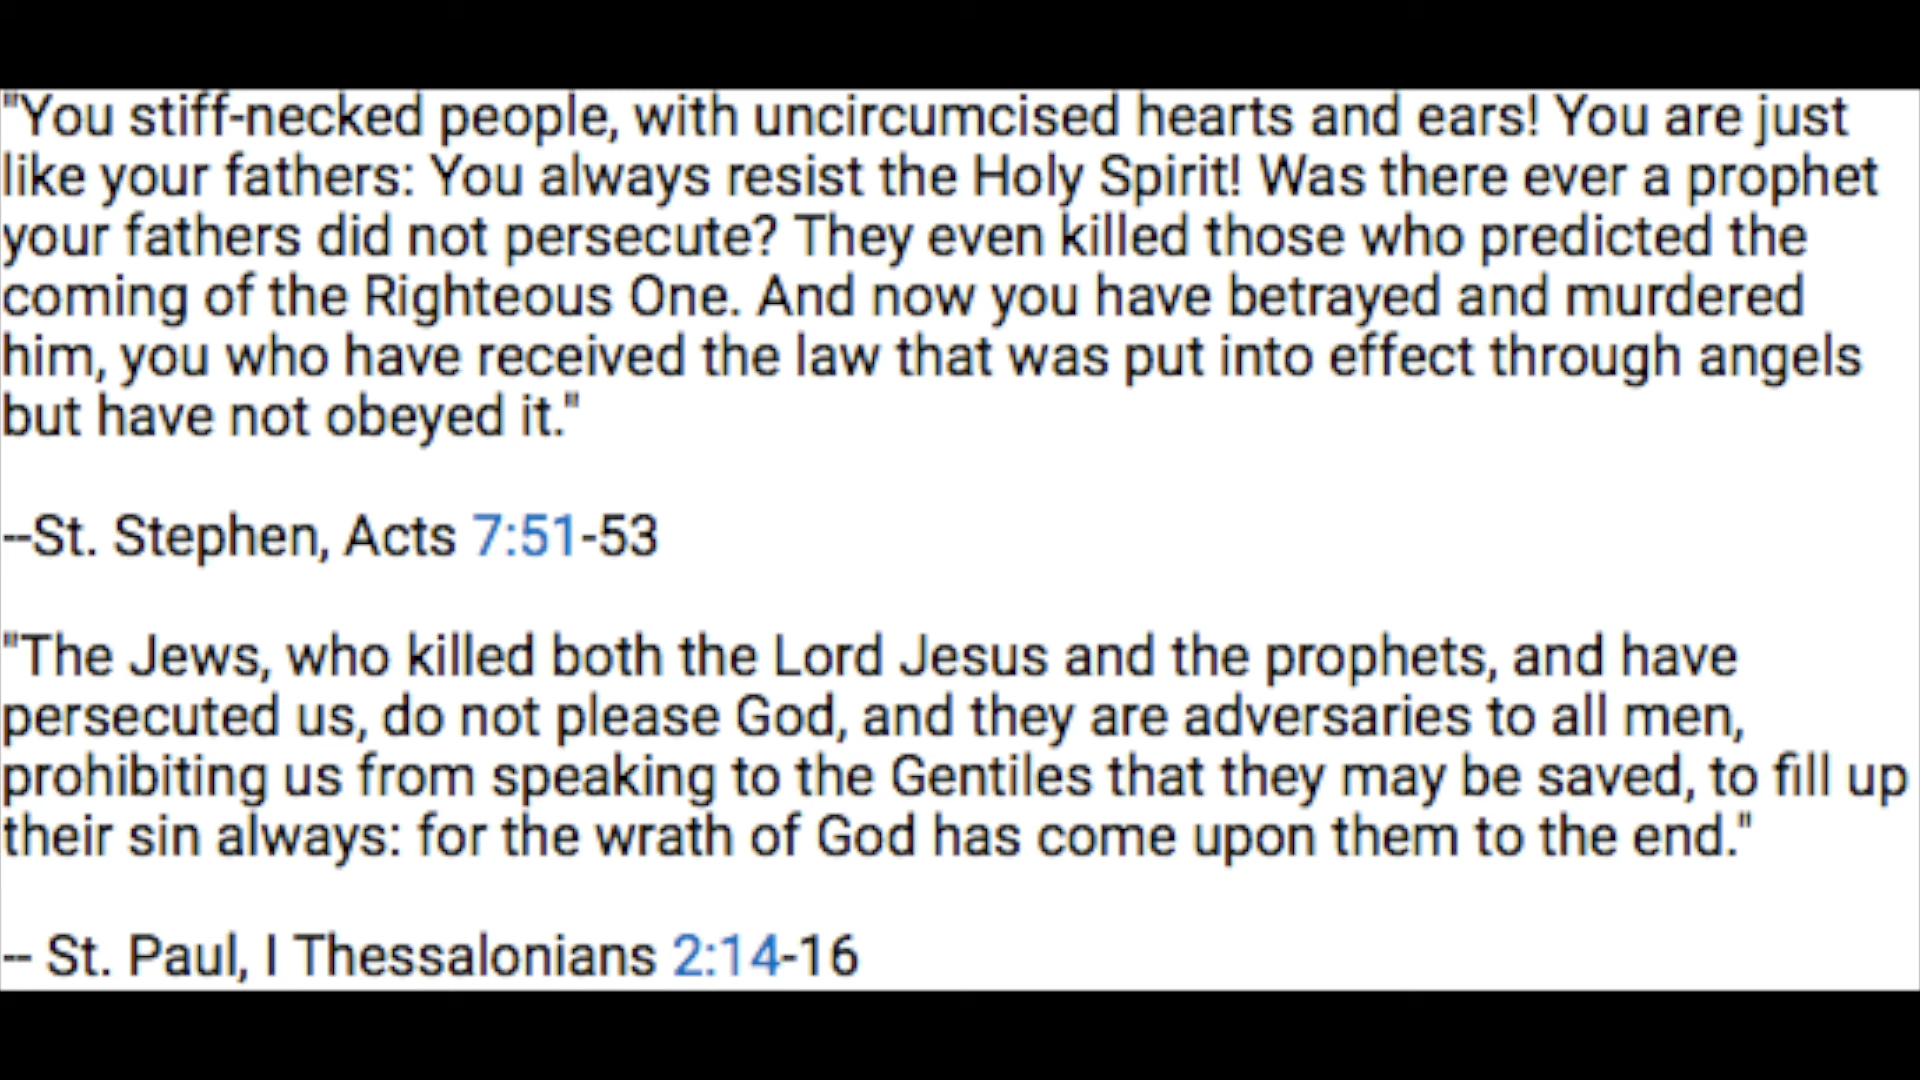 "You stiff-necked people, with uncircumcised hearts and ears! You are just
like your fathers: You always resist the Holy Spirit! Was there ever a prophet
your fathers did not persecute? They even killed those who predicted the
coming of the Righteous One. And now you have betrayed and murdered
him, you who have received the law that was put into effect through angels
but have not obeyed it."
--St. Stephen, Acts 7:51-53
"The Jews, who killed both the Lord Jesus and the prophets, and have
persecuted us, do not please God, and they are adversaries to all men,
prohibiting us from speaking to the Gentiles that they may be saved, to fill up
their sin always: for the wrath of God has come upon them to the end."
-- St. Paul, I Thessalonians 2:14-16